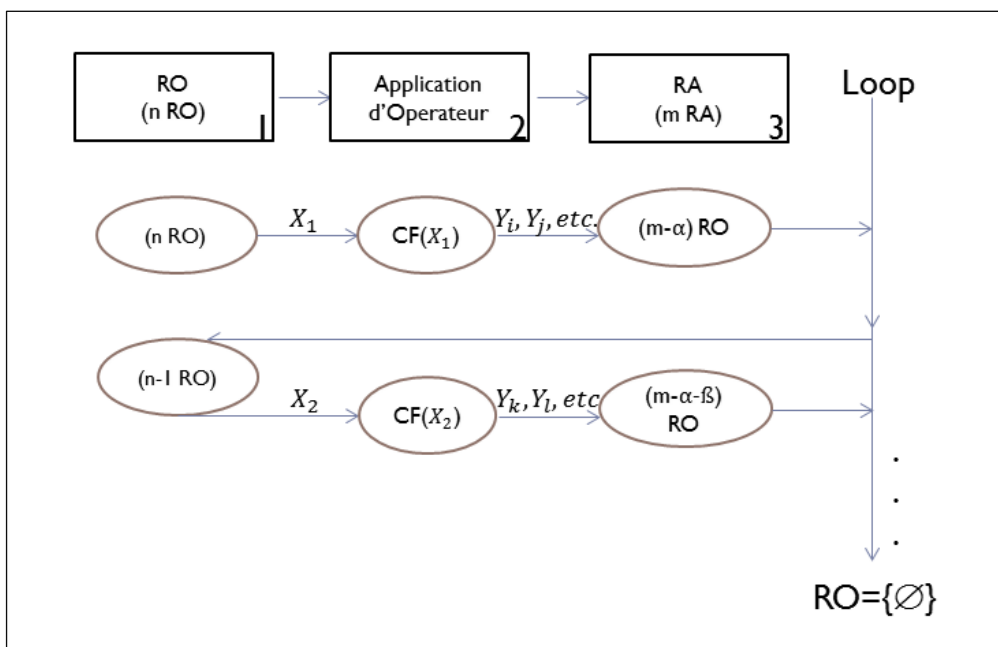 RO
(n RO)
1
Application
d'Operateur
2
RA
(m RA)
3
Loop
(n RO)
X₁
CF(X₁)
Yᵢ, Yⱼ, etc.
(m-α) RO
(n-1 RO)
X₂
CF(X₂)
Yₖ, Yₗ, etc
(m-α-ß)
RO
.
.
.
RO={∅}